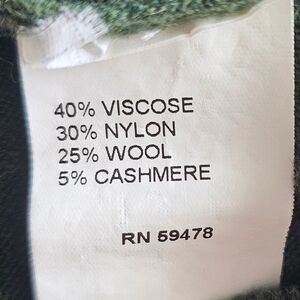 40% VISCOSE
30% NYLON
25% WOOL
5% CASHMERE
RN 59478